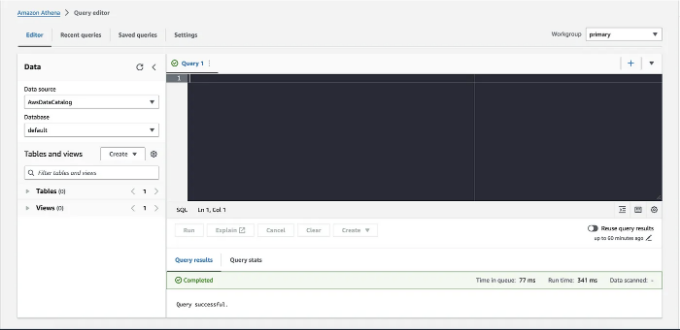 Amazon Athena > Query editor
Editor Recent queries Saved queries Settings Workgroup primary
Data
Query 1
1
Data source
AwsDataCatalog
Database
default
Tables and views Create
Filter tables and views
Tables (0) < 1 >
Views (0) < 1 >
SQL Ln 1, Col 1
Run Explain Cancel Clear Create
Reuse query results
up to 60 minutes ago
Query results Query stats
Completed Time in queue: 77 ms Run time: 341 ms Data scanned: -
Query successful.